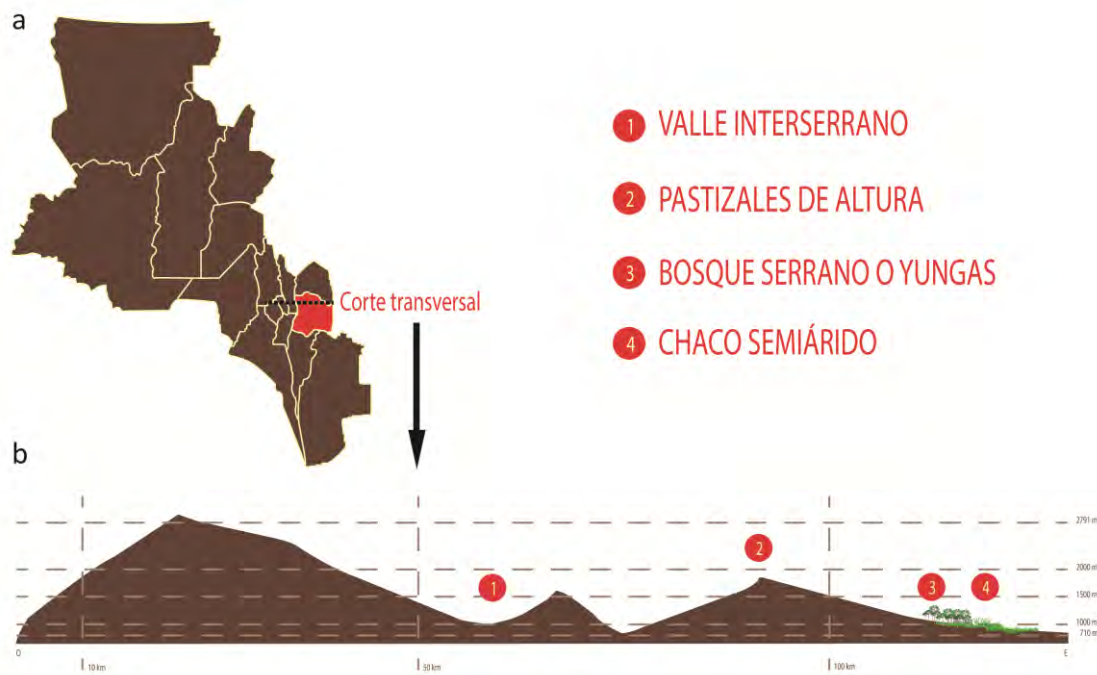 a
1 VALLE INTERSERRANO
2 PASTIZALES DE ALTURA
3 BOSQUE SERRANO O YUNGAS
4 CHACO SEMIÁRIDO
Corte transversal
b
2791 m
2000 m
1500 m
1000 m
710 m
1
2
3
4
O
E
10 km
50 km
100 km